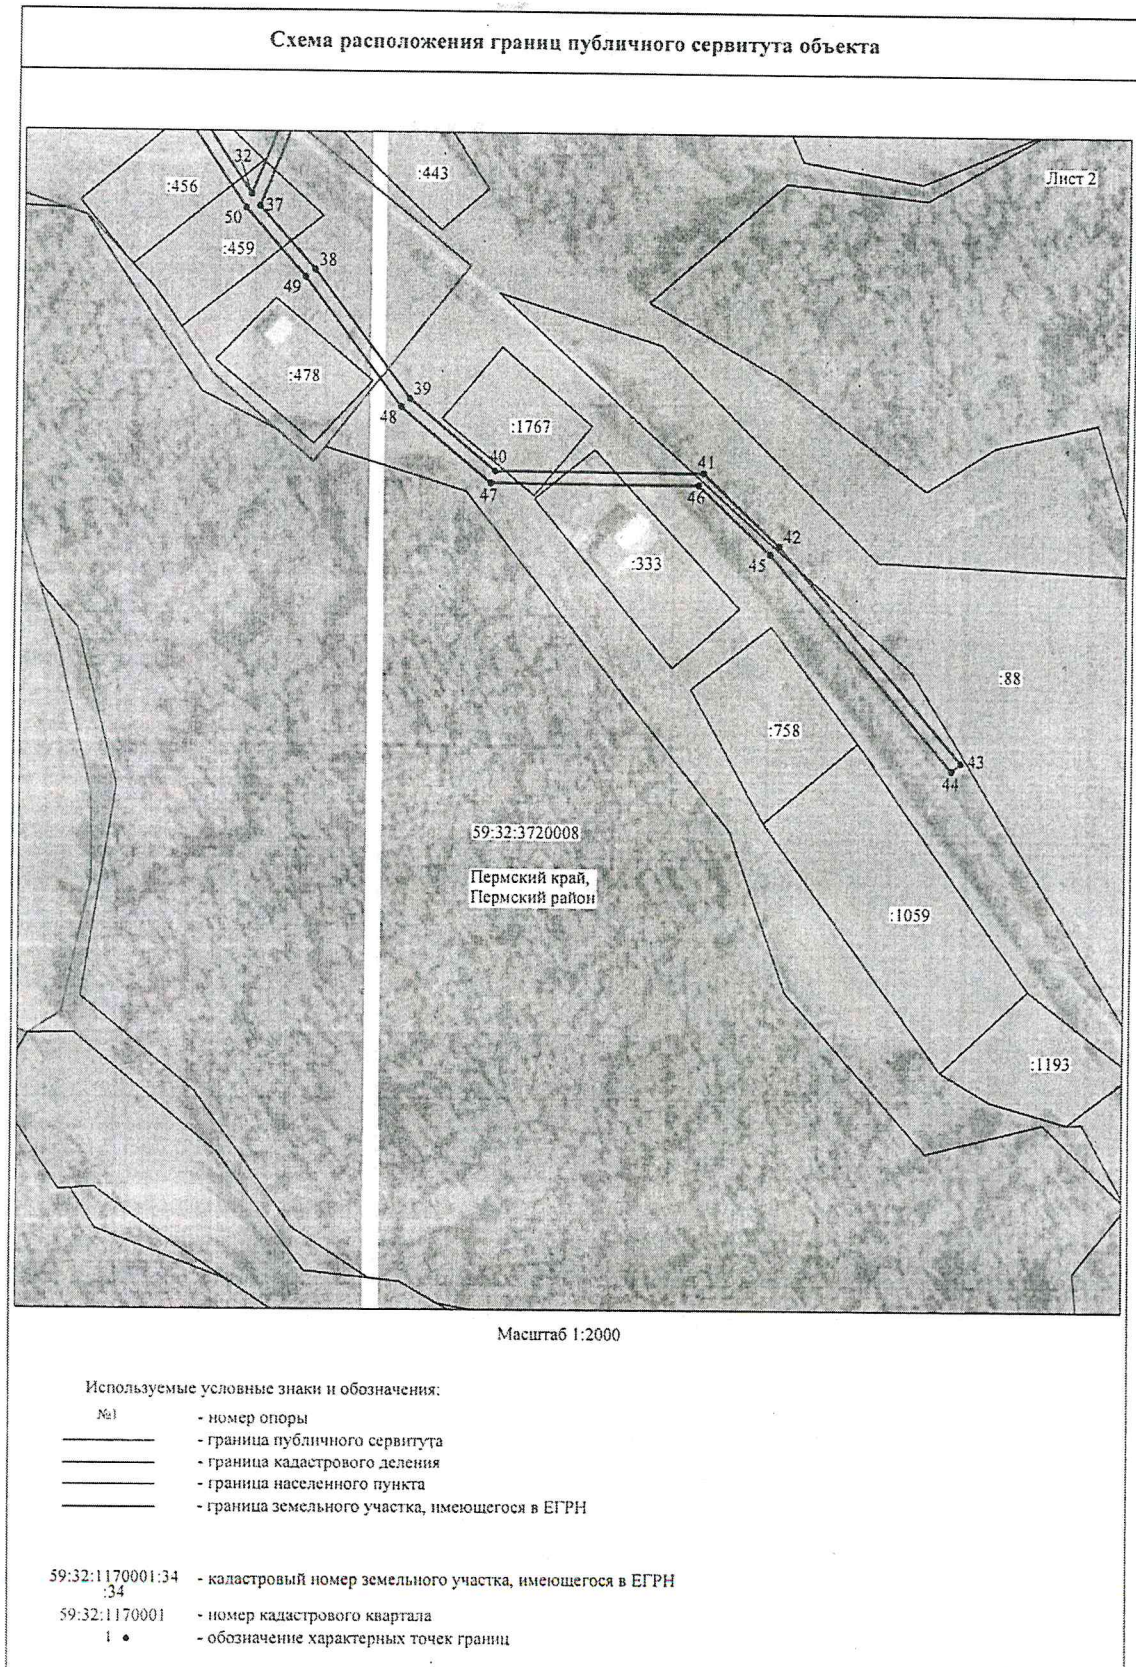 Схема расположения границ публичного сервитута объекта
Лист 2
32
:456
:443
50
37
:459
38
49
:478
39
48
:1767
40
41
47
46
42
45
:333
:88
:758
43
44
59:32:3720008
Пермский край,
Пермский район
:1059
:1193
Масштаб 1:2000
Используемые условные знаки и обозначения:
№1 - номер опоры
- граница публичного сервитута
- граница кадастрового деления
- граница населенного пункта
- граница земельного участка, имеющегося в ЕГРН
59:32:1170001:34 - кадастровый номер земельного участка, имеющегося в ЕГРН
:34
59:32:1170001 - номер кадастрового квартала
1 • - обозначение характерных точек границ